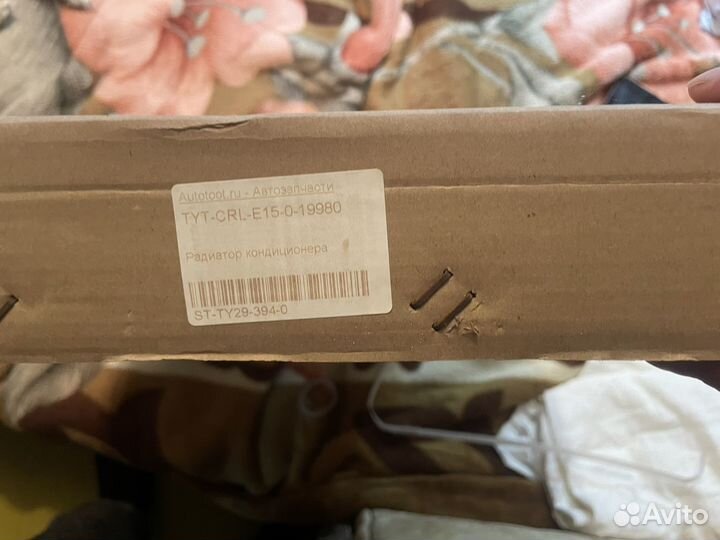 Autotoot.ru - Автозапчасти
TYT-CRL-E15-0-19980
Радиатор кондиционера
ST-TY29-394-0
Avito